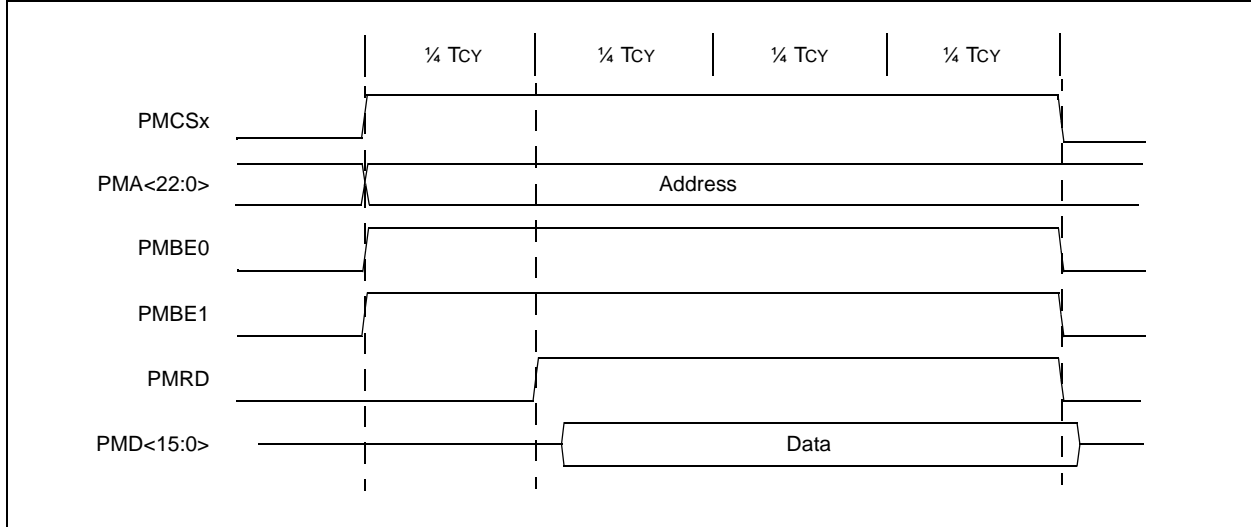 ¼ TCY ¼ TCY ¼ TCY ¼ TCY
PMCSx
PMA<22:0> Address
PMBE0
PMBE1
PMRD
PMD<15:0> Data